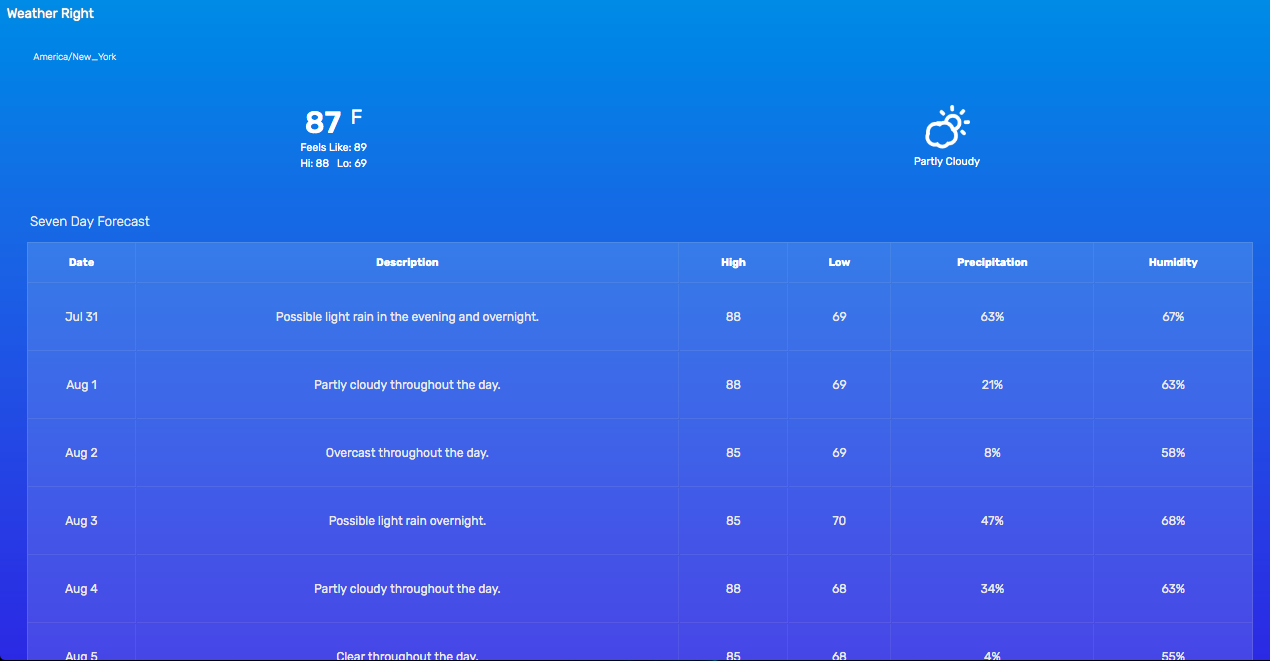 Weather Right
America/New_York
87 F
Feels Like: 89
Hi: 88 Lo: 69
Partly Cloudy
Seven Day Forecast
Date Description High Low Precipitation Humidity
Jul 31 Possible light rain in the evening and overnight. 88 69 63% 67%
Aug 1 Partly cloudy throughout the day. 88 69 21% 63%
Aug 2 Overcast throughout the day. 85 69 8% 58%
Aug 3 Possible light rain overnight. 85 70 47% 68%
Aug 4 Partly cloudy throughout the day. 88 68 34% 63%
Aug 5 Clear throughout the day. 85 68 4% 55%